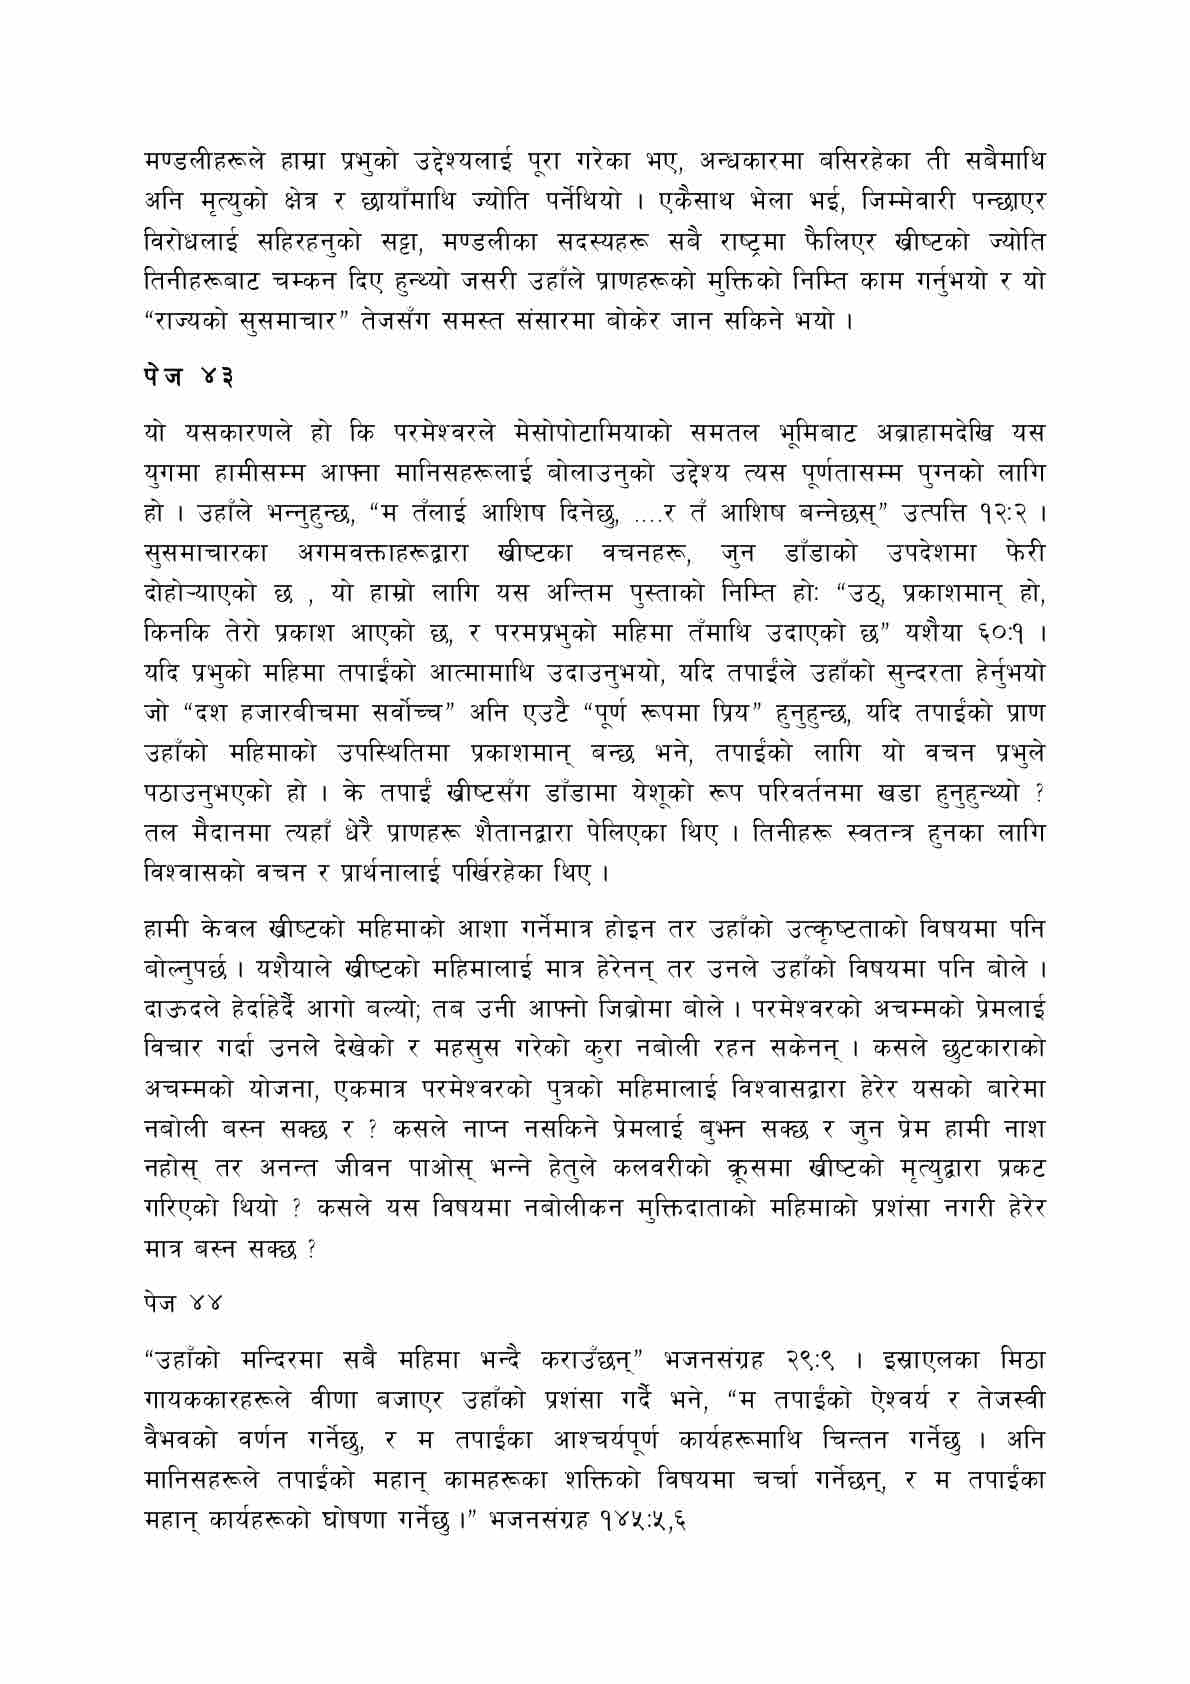 मण्डलीहरूले हाम्रा प्रभुको उद्देश्यलाई पूरा गरेका भए, अन्धकारमा बसिरहेका ती सबैमाथि
अनि मृत्युको क्षेत्र र छायाँमाथि ज्योति पर्नेथियो । एकैसाथ भेला भई, जिम्मेवारी पन्छाएर
विरोधलाई सहिरहनुको सट्टा, मण्डलीका सदस्यहरू सबै राष्ट्रमा फैलिएर ख्रीष्टको ज्योति
तिनीहरूबाट चम्कन दिए हुन्थ्यो जसरी उहाँले प्राणहरूको मुक्तिको निम्ति काम गर्नुभयो र यो
“राज्यको सुसमाचार” तेजसँग समस्त संसारमा बोकेर जान सकिने भयो ।
पेज ४३
यो यसकारणले हो कि परमेश्वरले मेसोपोटामियाको समतल भूमिबाट अब्राहामदेखि यस
युगमा हामीसम्म आफ्ना मानिसहरूलाई बोलाउनुको उद्देश्य त्यस पूर्णतासम्म पुग्नको लागि
हो । उहाँले भन्नुहुन्छ, “म तँलाई आशिष दिनेछु, ....र तँ आशिष बन्नेछस्” उत्पत्ति १२:२ ।
सुसमाचारका अगमवक्ताहरूद्वारा ख्रीष्टका वचनहरू, जुन डाँडाको उपदेशमा फेरी
दोहोऱ्याएको छ , यो हाम्रो लागि यस अन्तिम पुस्ताको निम्ति हो: “उठ्, प्रकाशमान् हो,
किनकि तेरो प्रकाश आएको छ, र परमप्रभुको महिमा तँमाथि उदाएको छ” यशैया ६०:१ ।
यदि प्रभुको महिमा तपाईंको आत्मामाथि उदाउनुभयो, यदि तपाईंले उहाँको सुन्दरता हेर्नुभयो
जो “दश हजारबीचमा सर्वोच्च” अनि एउटै “पूर्ण रूपमा प्रिय” हुनुहुन्छ, यदि तपाईंको प्राण
उहाँको महिमाको उपस्थितिमा प्रकाशमान् बन्छ भने, तपाईंको लागि यो वचन प्रभुले
पठाउनुभएको हो । के तपाईं ख्रीष्टसँग डाँडामा येशूको रूप परिवर्तनमा खडा हुनुहुन्थ्यो ?
तल मैदानमा त्यहाँ धेरै प्राणहरू शैतानद्वारा पेलिएका थिए । तिनीहरू स्वतन्त्र हुनका लागि
विश्वासको वचन र प्रार्थनालाई पर्खिरहेका थिए ।
हामी केवल ख्रीष्टको महिमाको आशा गर्नेमात्र होइन तर उहाँको उत्कृष्टताको विषयमा पनि
बोल्नुपर्छ । यशैयाले ख्रीष्टको महिमालाई मात्र हेरेनन् तर उनले उहाँको विषयमा पनि बोले ।
दाऊदले हेर्दाहेर्दै आगो बल्यो; तब उनी आफ्नो जिब्रोमा बोले । परमेश्वरको अचम्मको प्रेमलाई
विचार गर्दा उनले देखेको र महसुस गरेको कुरा नबोली रहन सकेनन् । कसले छुटकाराको
अचम्मको योजना, एकमात्र परमेश्वरको पुत्रको महिमालाई विश्वासद्वारा हेरेर यसको बारेमा
नबोली बस्न सक्छ र ? कसले नाप्न नसकिने प्रेमलाई बुझ्न सक्छ र जुन प्रेम हामी नाश
नहोस् तर अनन्त जीवन पाओस् भन्ने हेतुले कलवरीको क्रूसमा ख्रीष्टको मृत्युद्वारा प्रकट
गरिएको थियो ? कसले यस विषयमा नबोलीकन मुक्तिदाताको महिमाको प्रशंसा नगरी हेरेर
मात्र बस्न सक्छ ?
पेज ४४
“उहाँको मन्दिरमा सबै महिमा भन्दै कराउँछन्” भजनसंग्रह २९:९ । इस्राएलका मिठा
गायककारहरूले वीणा बजाएर उहाँको प्रशंसा गर्दै भने, “म तपाईंको ऐश्वर्य र तेजस्वी
वैभवको वर्णन गर्नेछु, र म तपाईंका आश्चर्यपूर्ण कार्यहरूमाथि चिन्तन गर्नेछु । अनि
मानिसहरूले तपाईंको महान् कामहरूका शक्तिको विषयमा चर्चा गर्नेछन्, र म तपाईंका
महान् कार्यहरूको घोषणा गर्नेछु ।” भजनसंग्रह १४५:५,६